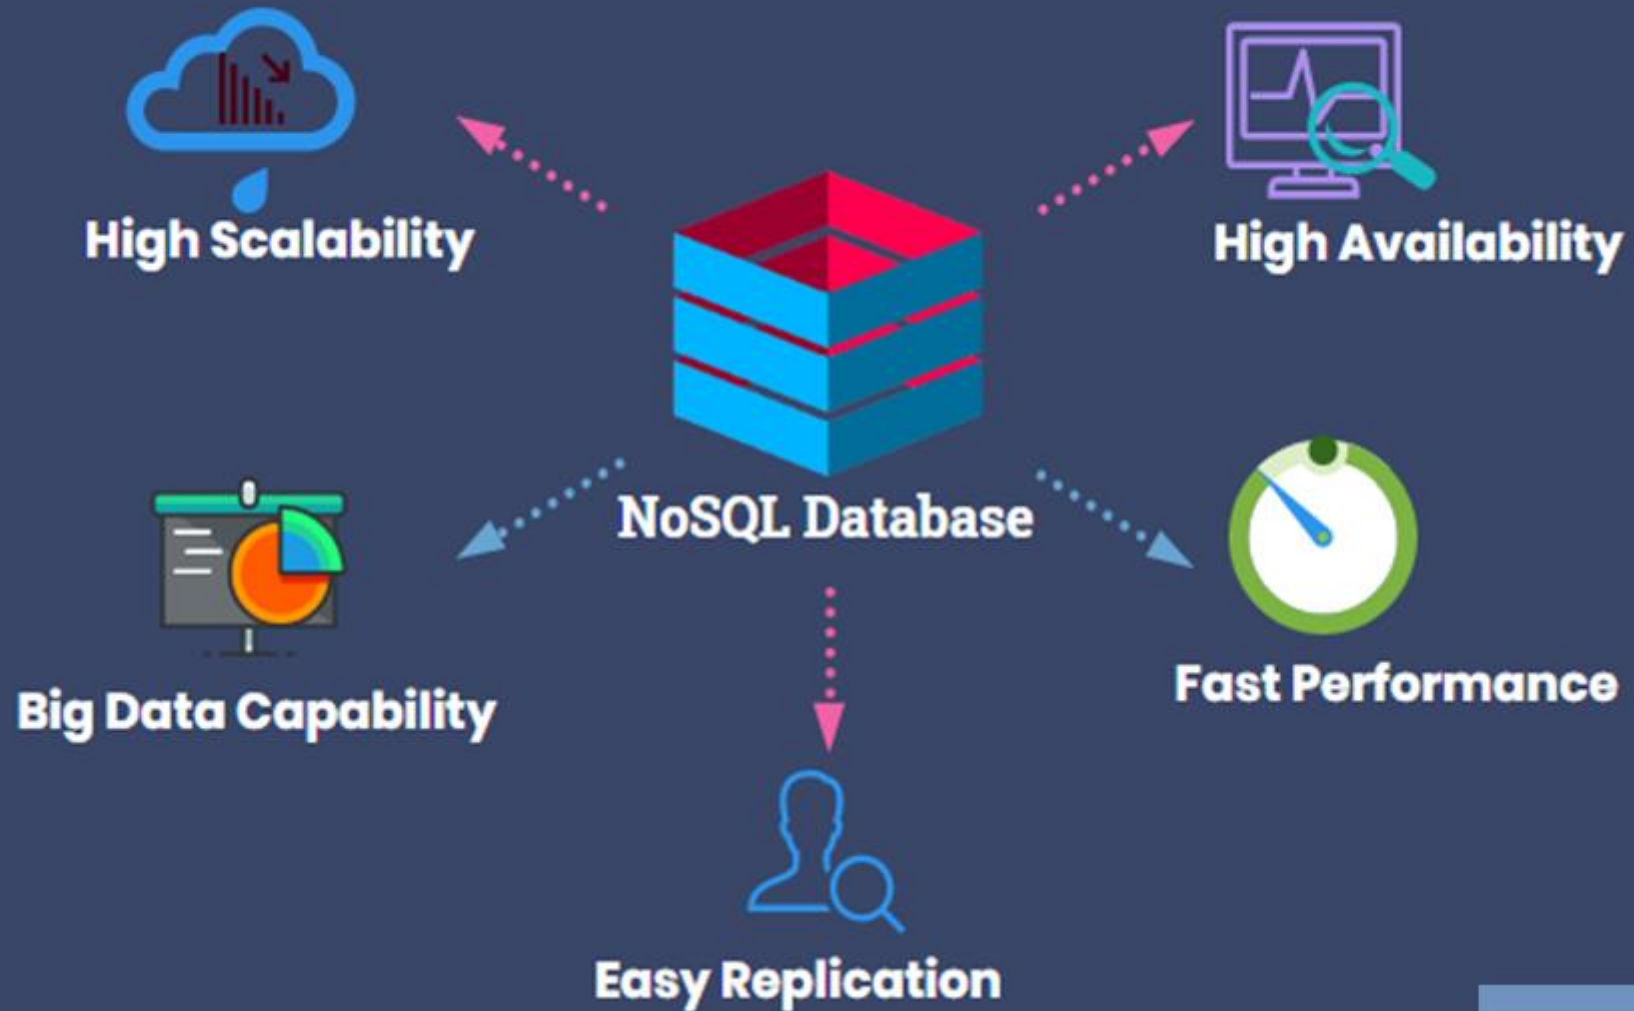 High Scalability
High Availability
NoSQL Database
Big Data Capability
Fast Performance
Easy Replication